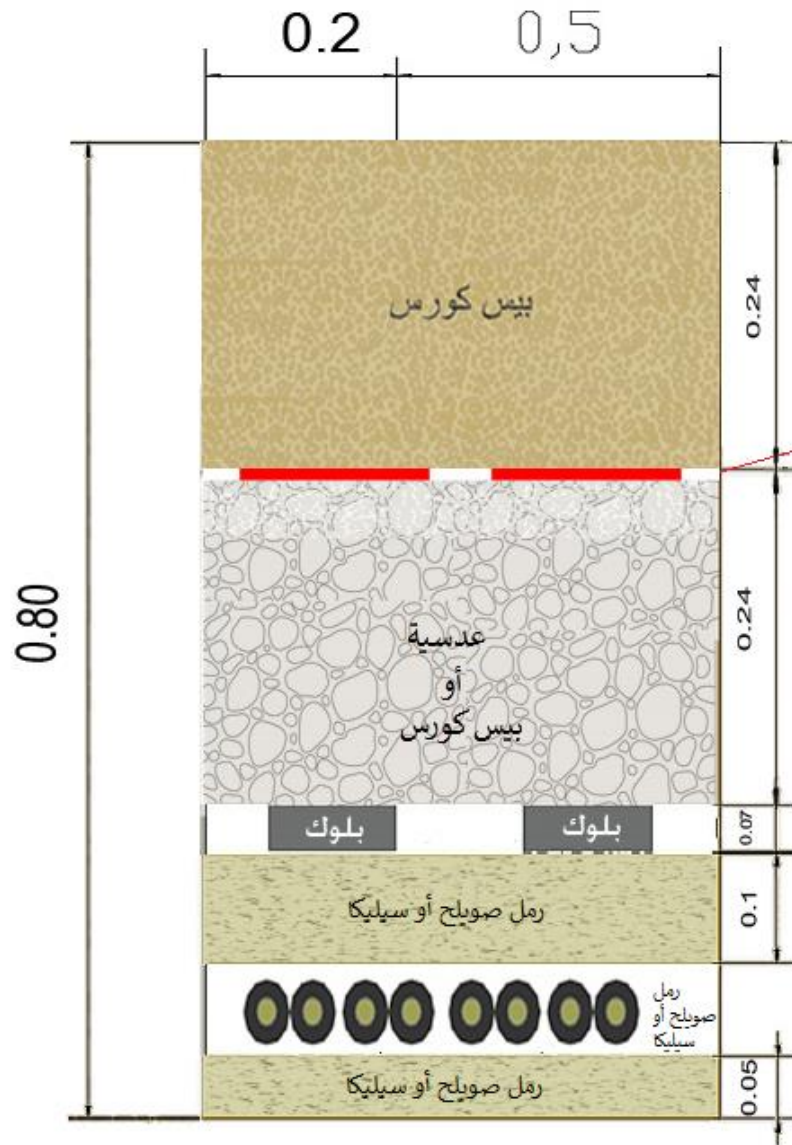 0.2
0,5
بيس كورس
0.24
0.80
عدسية
أو
بيس كورس
0.24
بلوك
بلوك
0.07
رمل صويلح أو سيليكا
0.1
رمل
صويلح أو
سيليكا
رمل صويلح أو سيليكا
0.05